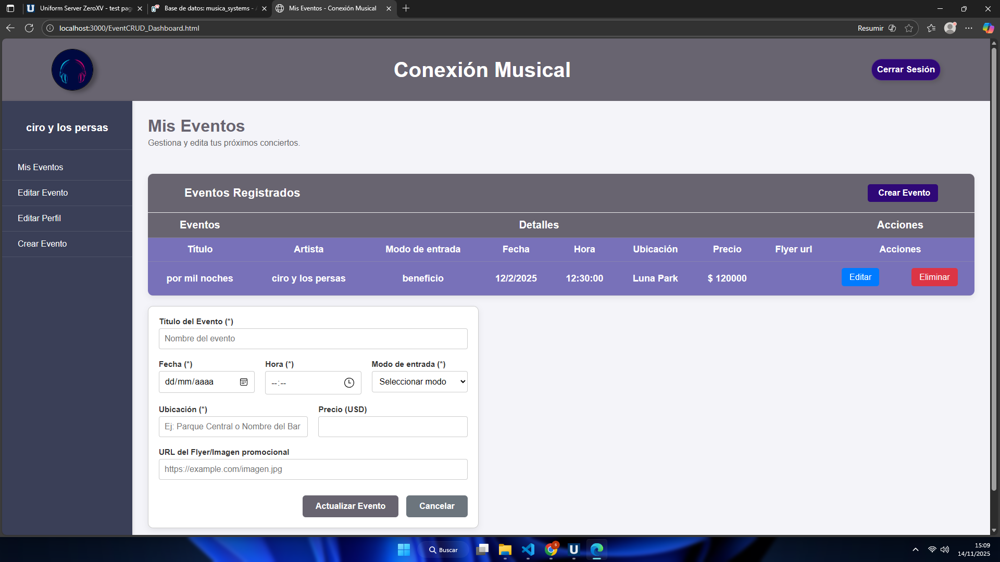 Uniform Server ZeroXV - test pag
Base de datos: musica_systems -
Mis Eventos - Conexión Musical
localhost:3000/EventCRUD_Dashboard.html
Resumir
Conexión Musical
Cerrar Sesión
ciro y los persas
Mis Eventos
Editar Evento
Editar Perfil
Crear Evento
Mis Eventos
Gestiona y edita tus próximos conciertos.
Eventos Registrados
Crear Evento
Eventos Detalles Acciones
Título Artista Modo de entrada Fecha Hora Ubicación Precio Flyer url Acciones
por mil noches ciro y los persas beneficio 12/2/2025 12:30:00 Luna Park $ 120000 Editar Eliminar
Título del Evento (*)
Nombre del evento
Fecha (*) Hora (*) Modo de entrada (*)
dd/mm/aaaa --:-- Seleccionar modo
Ubicación (*) Precio (USD)
Ej: Parque Central o Nombre del Bar
URL del Flyer/Imagen promocional
https://example.com/imagen.jpg
Actualizar Evento Cancelar
Buscar
15:09
14/11/2025